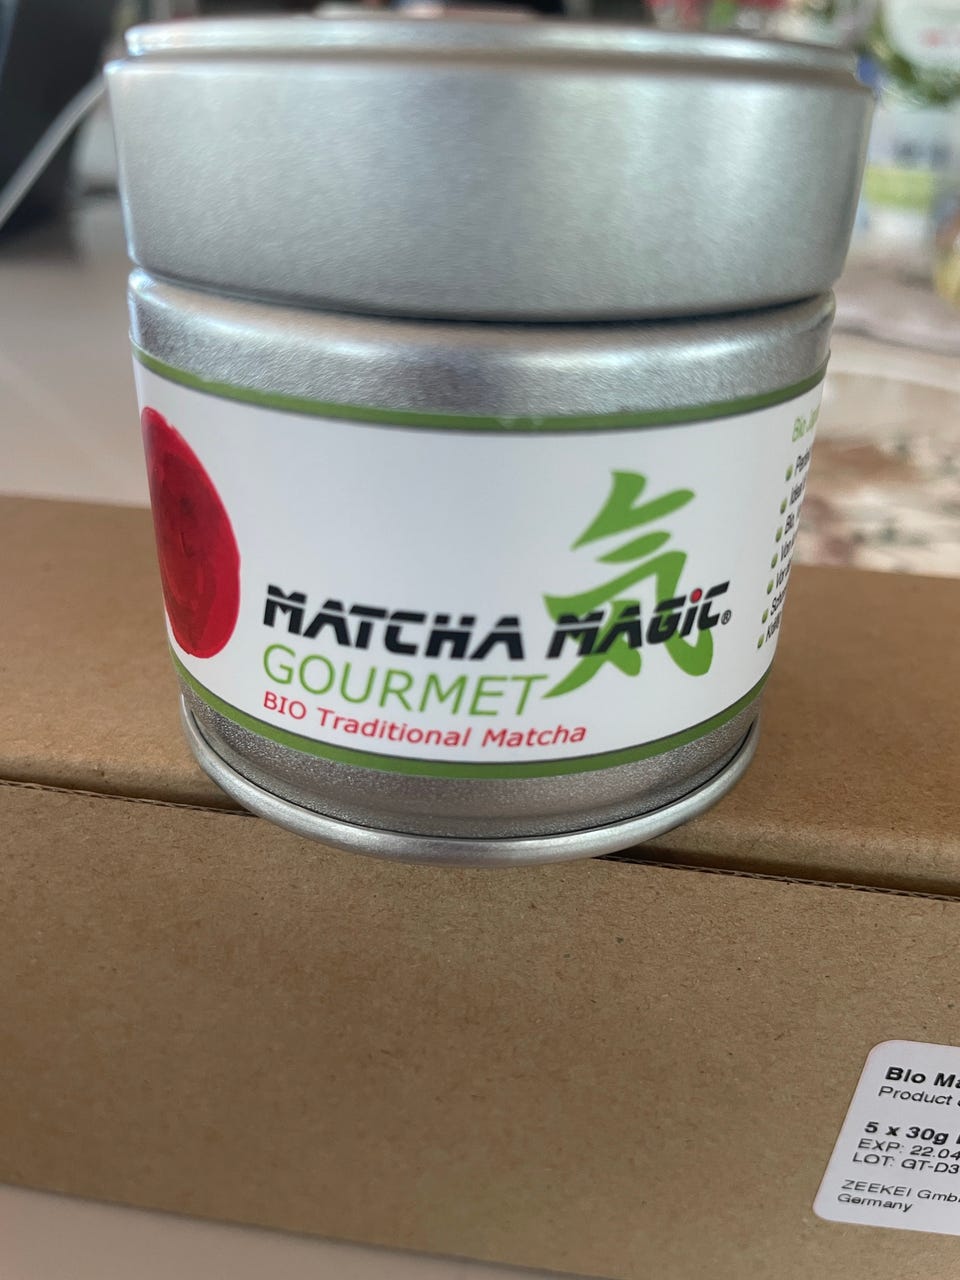 気
MATCHA MAGiC®
GOURMET
BIO Traditional Matcha
Bio
Bio Ma
Product
5 x 30g
EXP: 22.04
LOT: GT-D3
ZEEKEI Gmb
Germany